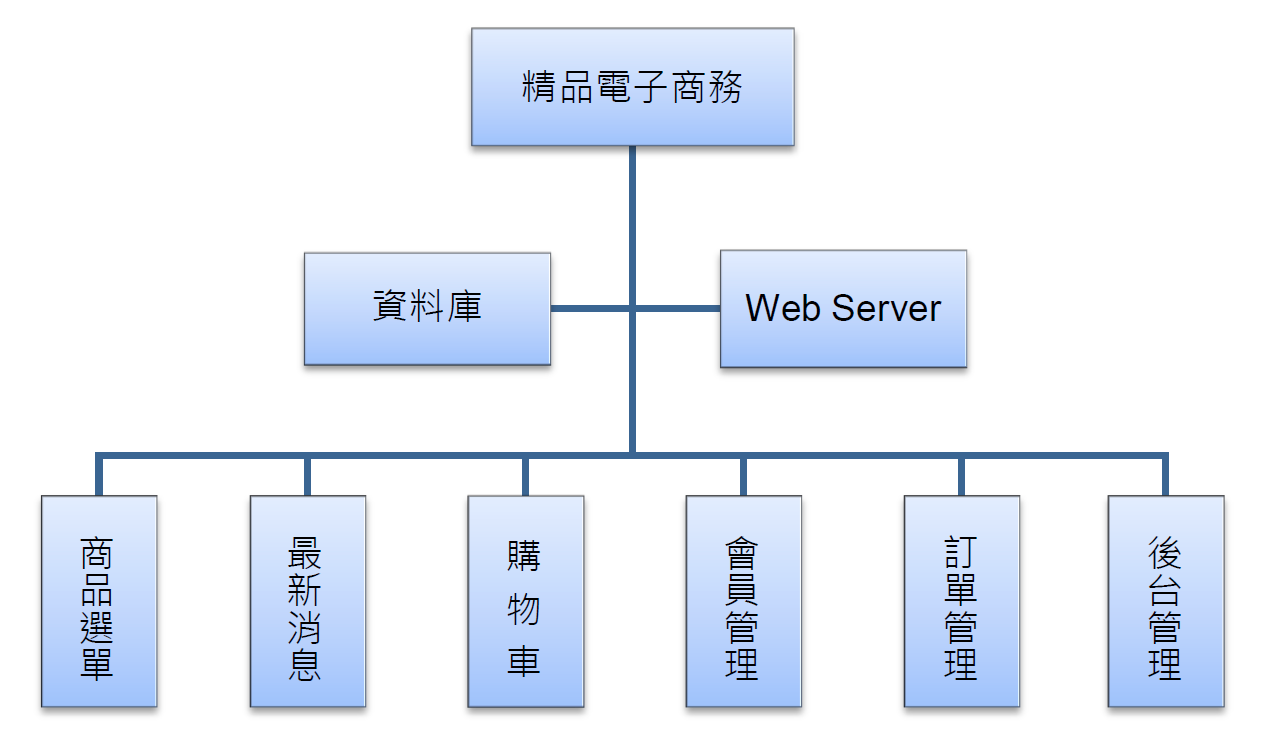 精品電子商務
資料庫
Web Server
商品選單
最新消息
購物車
會員管理
訂單管理
後台管理